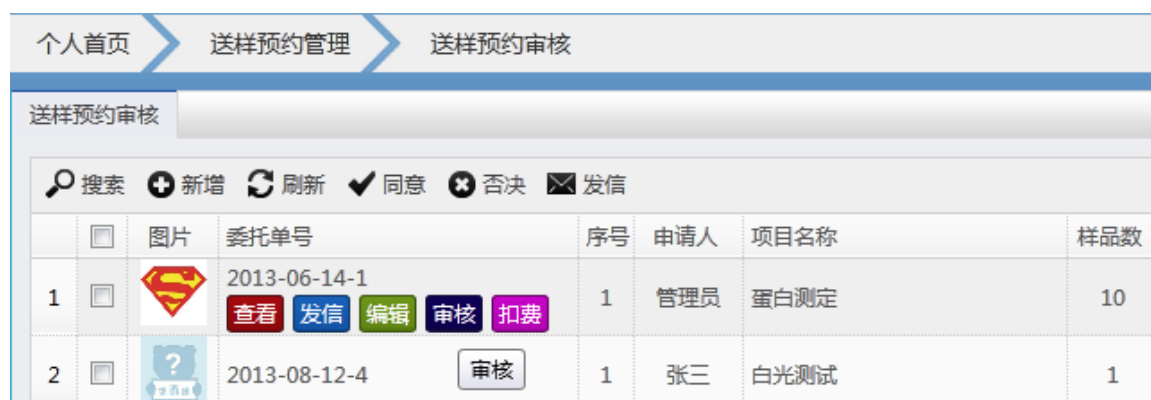 个人首页 送样预约管理 送样预约审核
送样预约审核
搜索 新增 刷新 同意 否决 发信
图片 委托单号 序号 申请人 项目名称 样品数
2013-06-14-1
1 查看 发信 编辑 审核 扣费 1 管理员 蛋白测定 10
2 2013-08-12-4 审核 1 张三 白光测试 1